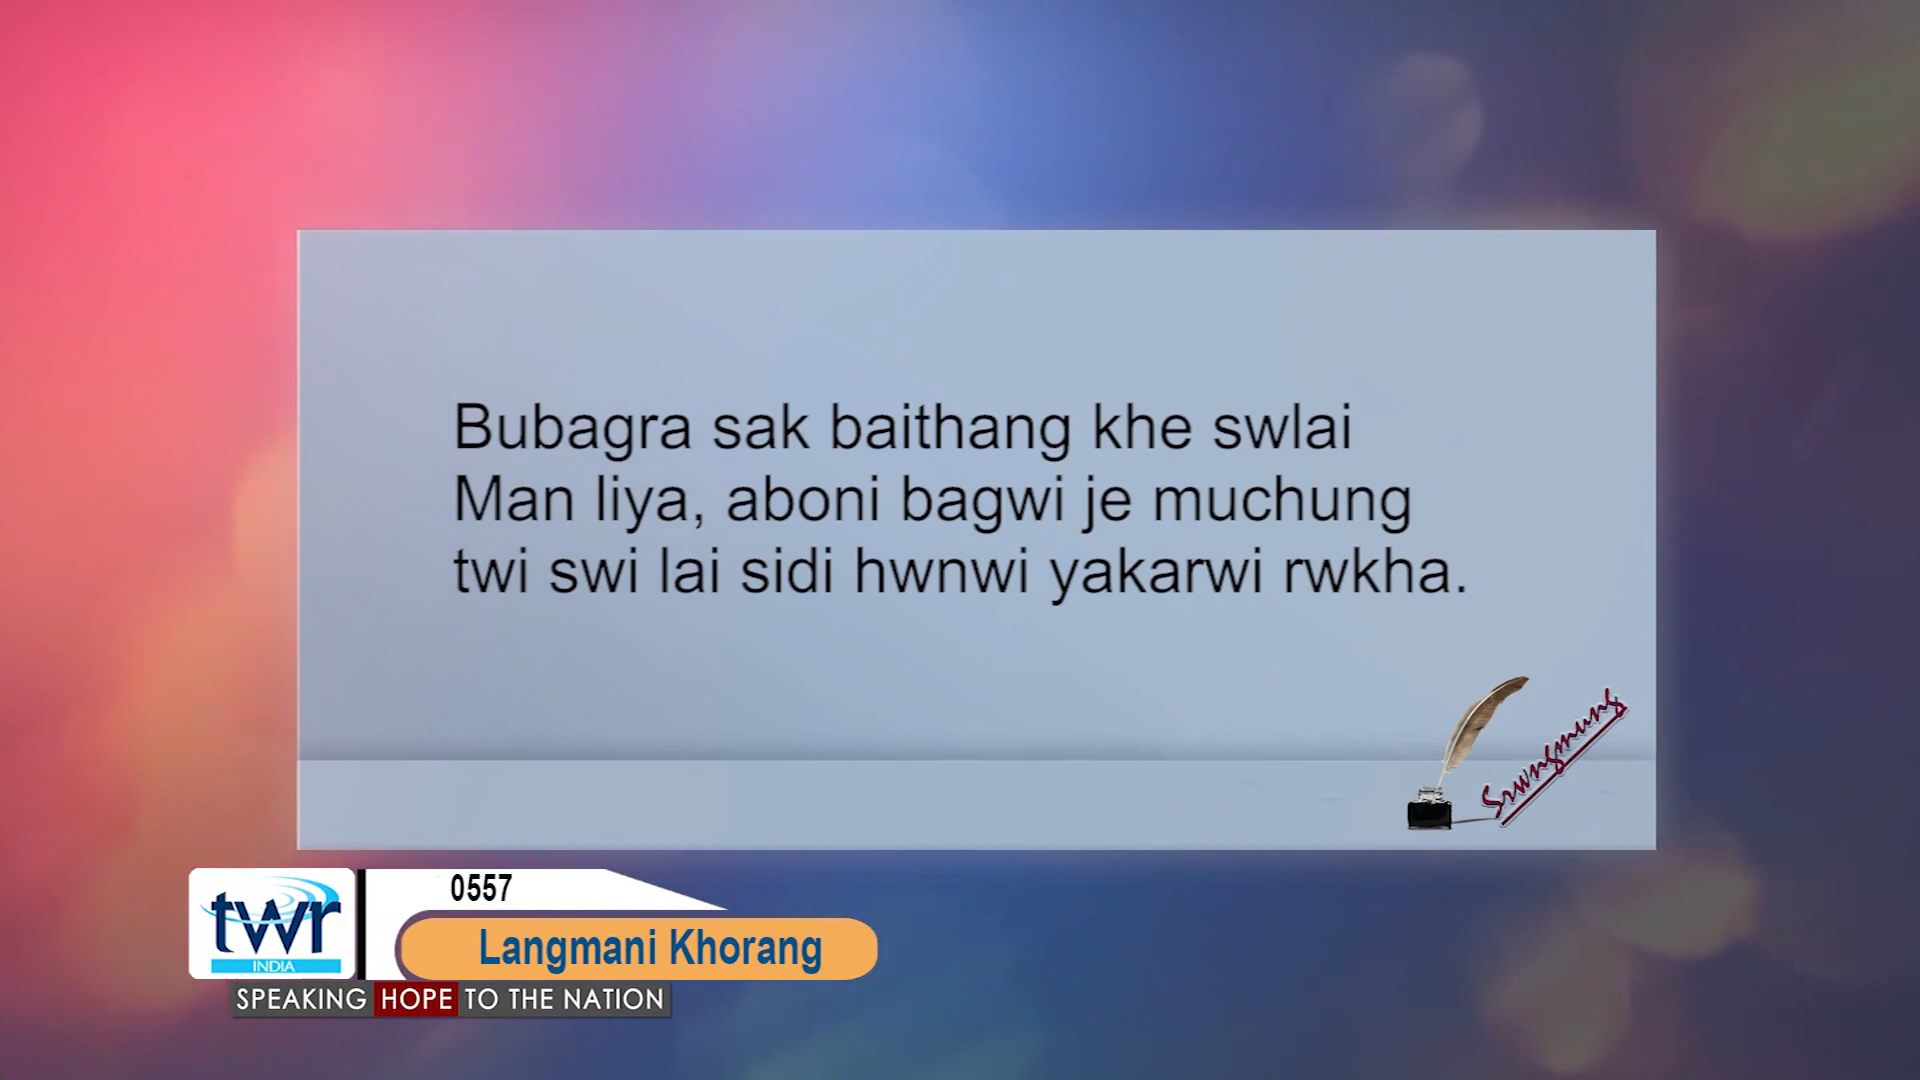 Bubagra sak baithang khe swlai
Man liya, aboni bagwi je muchung
twi swi lai sidi hwnwi yakarwi rwkha.
Srwngmung
twr
INDIA
0557
Langmani Khorang
SPEAKING HOPE TO THE NATION